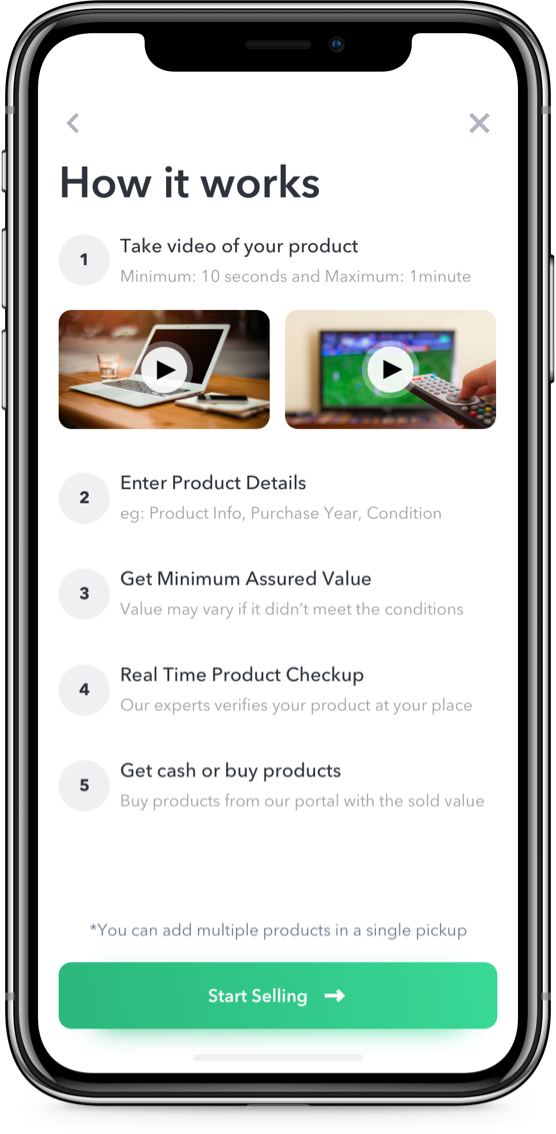 How it works
1
Take video of your product
Minimum: 10 seconds and Maximum: 1minute
2
Enter Product Details
eg: Product Info, Purchase Year, Condition
3
Get Minimum Assured Value
Value may vary if it didn’t meet the conditions
4
Real Time Product Checkup
Our experts verifies your product at your place
5
Get cash or buy products
Buy products from our portal with the sold value
*You can add multiple products in a single pickup
Start Selling